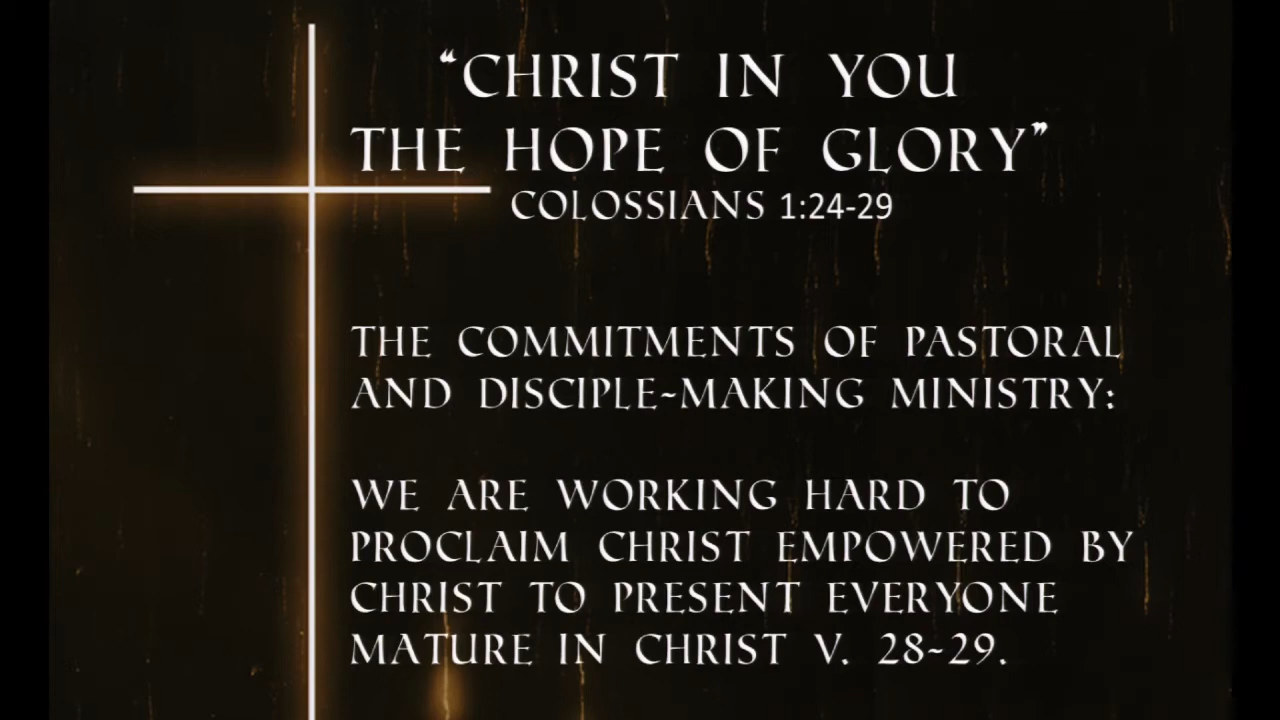 “CHRIST IN YOU
THE HOPE OF GLORY”
COLOSSIANS 1:24-29
THE COMMITMENTS OF PASTORAL
AND DISCIPLE~MAKING MINISTRY:
WE ARE WORKING HARD TO
PROCLAIM CHRIST EMPOWERED BY
CHRIST TO PRESENT EVERYONE
MATURE IN CHRIST V. 28~29.